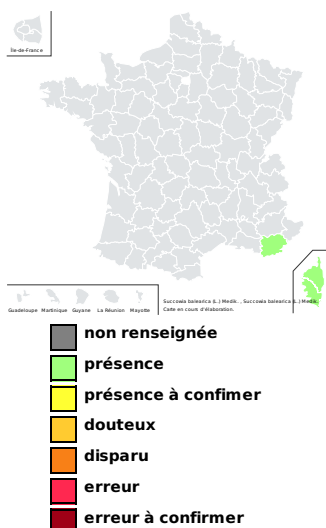 Île-de-France
Guadeloupe Martinique Guyane La Réunion Mayotte
Succowia balearica (L.) Medik. , Succowia balearica (L.) Medik.
Carte en cours d'élaboration.
non renseignée
présence
présence à confimer
douteux
disparu
erreur
erreur à confirmer